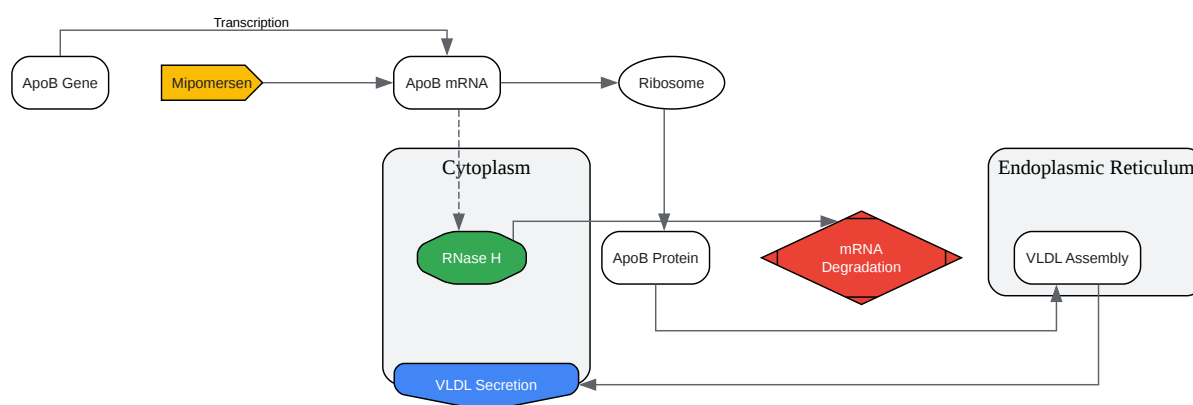 Transcription
ApoB Gene
Mipomersen
ApoB mRNA
Ribosome
Cytoplasm
Endoplasmic Reticulum
RNase H
ApoB Protein
mRNA
Degradation
VLDL Assembly
VLDL Secretion